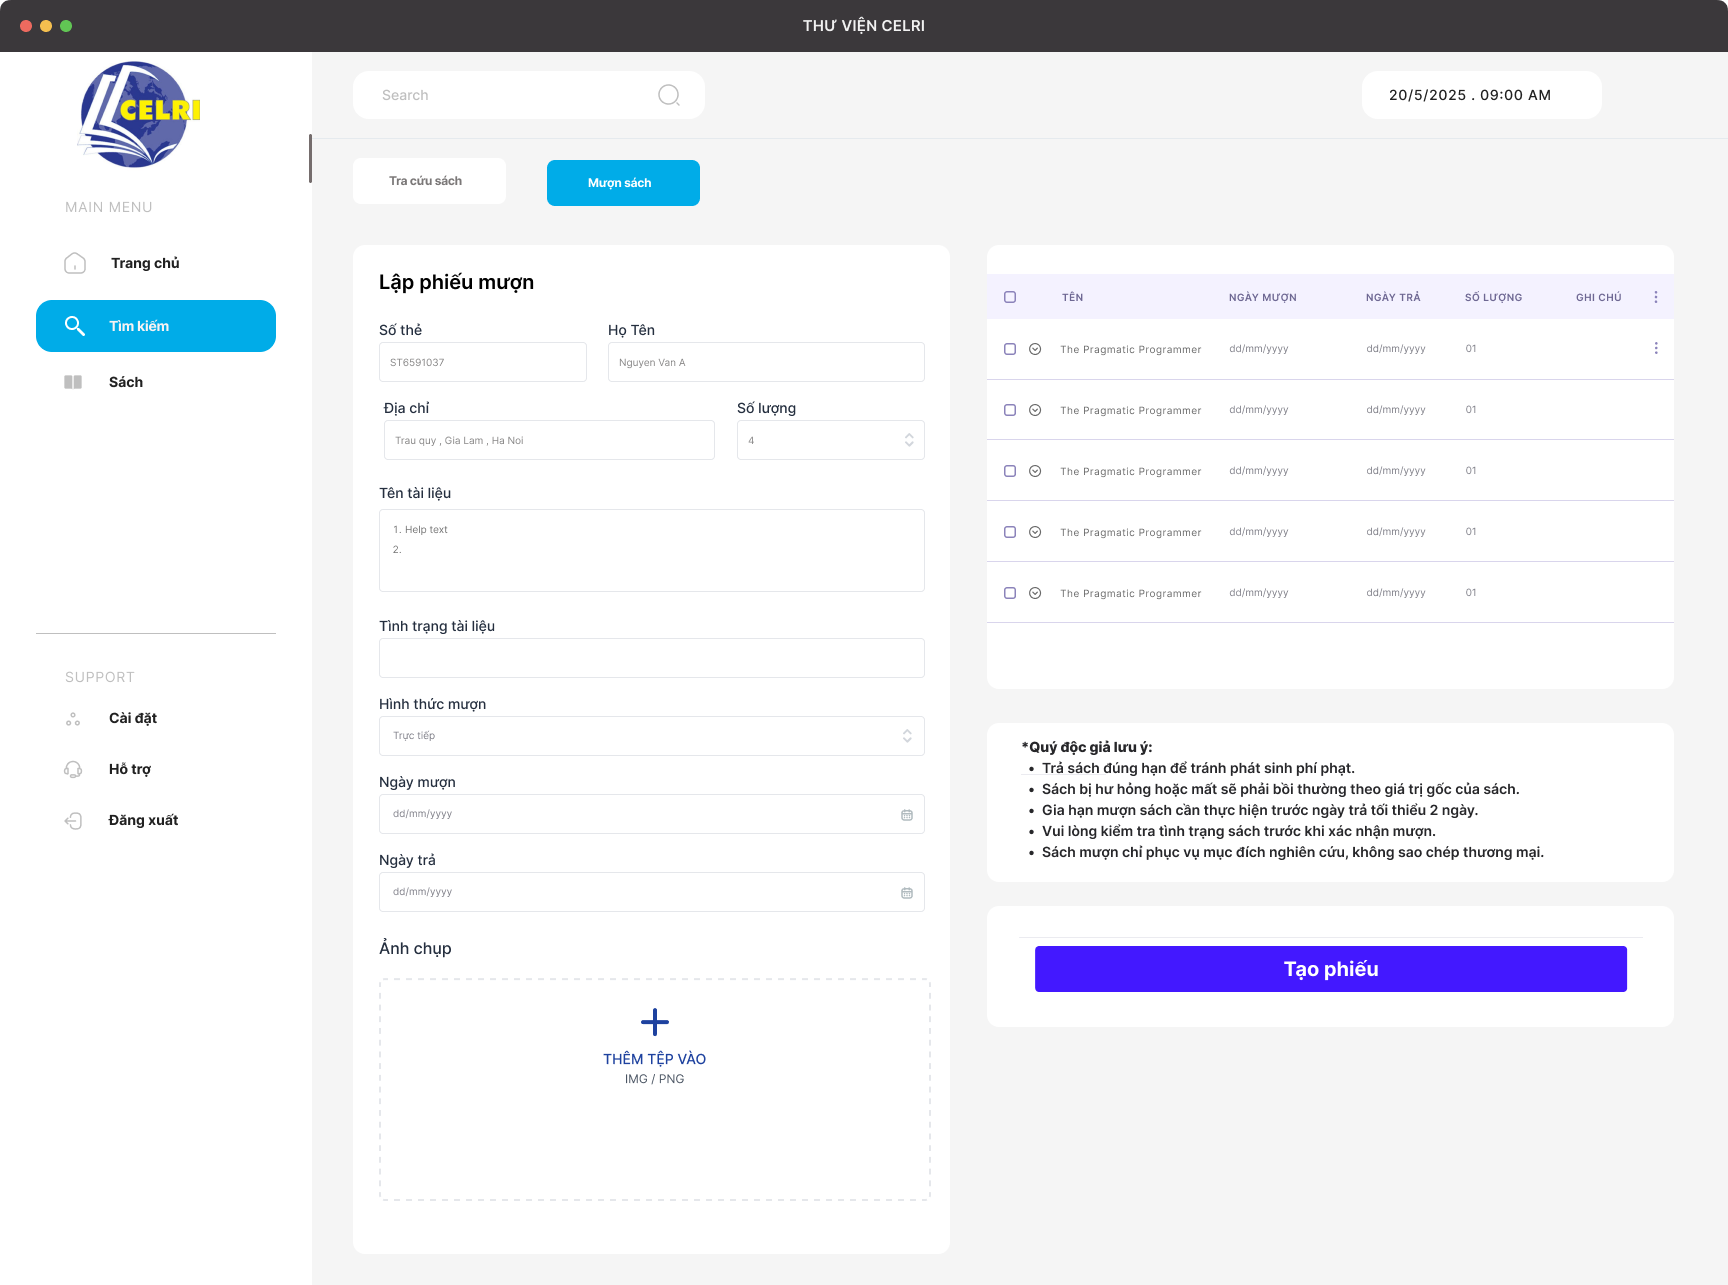 THƯ VIỆN CELRI
CELRI
Search
20/5/2025 . 09:00 AM
MAIN MENU
Trang chủ
Tìm kiếm
Sách
SUPPORT
Cài đặt
Hỗ trợ
Đăng xuất
Tra cứu sách
Mượn sách
Lập phiếu mượn
Số thẻ
Họ Tên
ST6591037
Nguyen Van A
Địa chỉ
Số lượng
Trau quy , Gia Lam , Ha Noi
4
Tên tài liệu
1. Help text
2.
Tình trạng tài liệu
Hình thức mượn
Trực tiếp
Ngày mượn
dd/mm/yyyy
Ngày trả
dd/mm/yyyy
Ảnh chụp
THÊM TỆP VÀO
IMG / PNG
TÊN NGÀY MƯỢN NGÀY TRẢ SỐ LƯỢNG GHI CHÚ
The Pragmatic Programmer dd/mm/yyyy dd/mm/yyyy 01
The Pragmatic Programmer dd/mm/yyyy dd/mm/yyyy 01
The Pragmatic Programmer dd/mm/yyyy dd/mm/yyyy 01
The Pragmatic Programmer dd/mm/yyyy dd/mm/yyyy 01
The Pragmatic Programmer dd/mm/yyyy dd/mm/yyyy 01
*Quý độc giả lưu ý:
• Trả sách đúng hạn để tránh phát sinh phí phạt.
• Sách bị hư hỏng hoặc mất sẽ phải bồi thường theo giá trị gốc của sách.
• Gia hạn mượn sách cần thực hiện trước ngày trả tối thiểu 2 ngày.
• Vui lòng kiểm tra tình trạng sách trước khi xác nhận mượn.
• Sách mượn chỉ phục vụ mục đích nghiên cứu, không sao chép thương mại.
Tạo phiếu